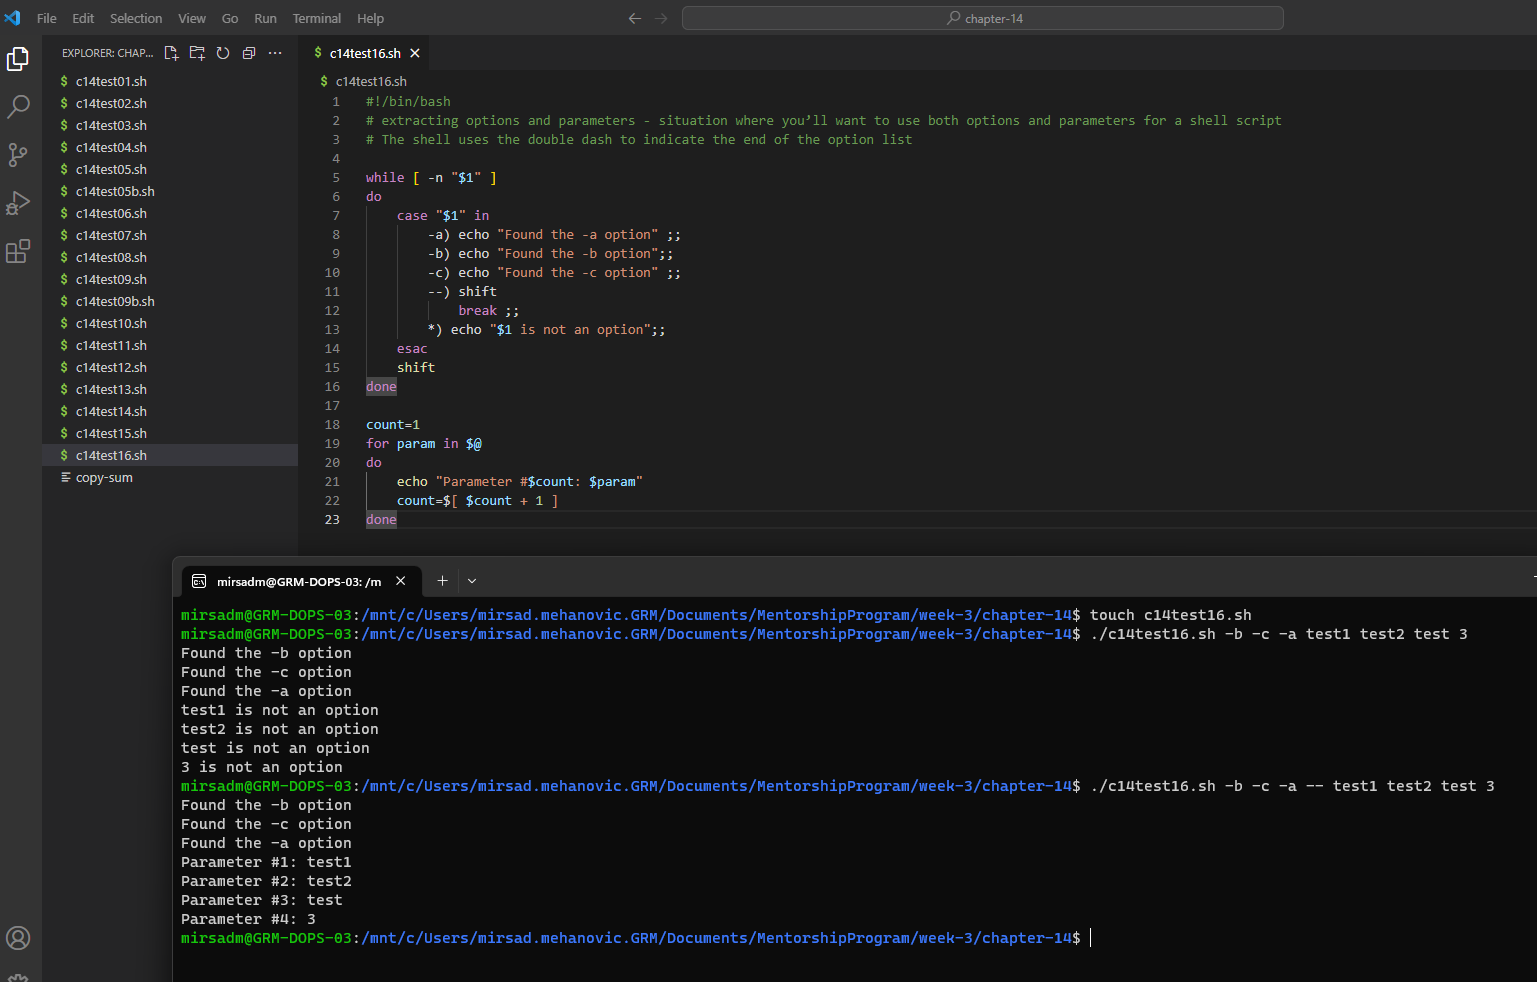 File Edit Selection View Go Run Terminal Help
chapter-14
EXPLORER: CHAP...
c14test01.sh
c14test02.sh
c14test03.sh
c14test04.sh
c14test05.sh
c14test05b.sh
c14test06.sh
c14test07.sh
c14test08.sh
c14test09.sh
c14test09b.sh
c14test10.sh
c14test11.sh
c14test12.sh
c14test13.sh
c14test14.sh
c14test15.sh
c14test16.sh
copy-sum
$ c14test16.sh
$ c14test16.sh
1 #!/bin/bash
2 # extracting options and parameters - situation where you’ll want to use both options and parameters for a shell script
3 # The shell uses the double dash to indicate the end of the option list
4
5 while [ -n "$1" ]
6 do
7     case "$1" in
8         -a) echo "Found the -a option" ;;
9         -b) echo "Found the -b option";;
10         -c) echo "Found the -c option" ;;
11         --) shift
12             break ;;
13         *) echo "$1 is not an option";;
14     esac
15     shift
16 done
17
18 count=1
19 for param in $@
20 do
21     echo "Parameter #$count: $param"
22     count=$[ $count + 1 ]
23 done
mirsadm@GRM-DOPS-03: /m
mirsadm@GRM-DOPS-03:/mnt/c/Users/mirsad.mehanovic.GRM/Documents/MentorshipProgram/week-3/chapter-14$ touch c14test16.sh
mirsadm@GRM-DOPS-03:/mnt/c/Users/mirsad.mehanovic.GRM/Documents/MentorshipProgram/week-3/chapter-14$ ./c14test16.sh -b -c -a test1 test2 test 3
Found the -b option
Found the -c option
Found the -a option
test1 is not an option
test2 is not an option
test is not an option
3 is not an option
mirsadm@GRM-DOPS-03:/mnt/c/Users/mirsad.mehanovic.GRM/Documents/MentorshipProgram/week-3/chapter-14$ ./c14test16.sh -b -c -a -- test1 test2 test 3
Found the -b option
Found the -c option
Found the -a option
Parameter #1: test1
Parameter #2: test2
Parameter #3: test
Parameter #4: 3
mirsadm@GRM-DOPS-03:/mnt/c/Users/mirsad.mehanovic.GRM/Documents/MentorshipProgram/week-3/chapter-14$